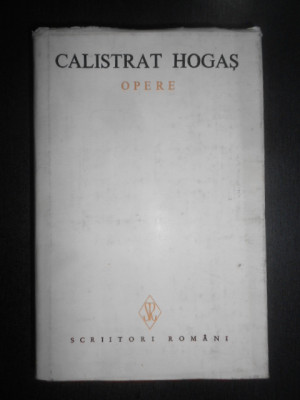 CALISTRAT HOGAȘ
OPERE
SCRIITORI ROMÂNI